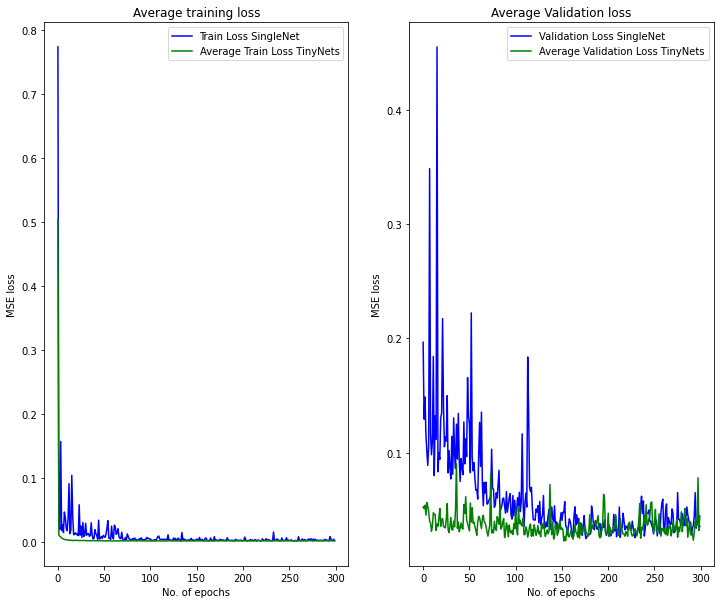 Average training loss
Train Loss SingleNet
Average Train Loss TinyNets
MSE loss
0.8
0.7
0.6
0.5
0.4
0.3
0.2
0.1
0.0
0 50 100 150 200 250 300
No. of epochs
Average Validation loss
Validation Loss SingleNet
Average Validation Loss TinyNets
MSE loss
0.4
0.3
0.2
0.1
0 50 100 150 200 250 300
No. of epochs